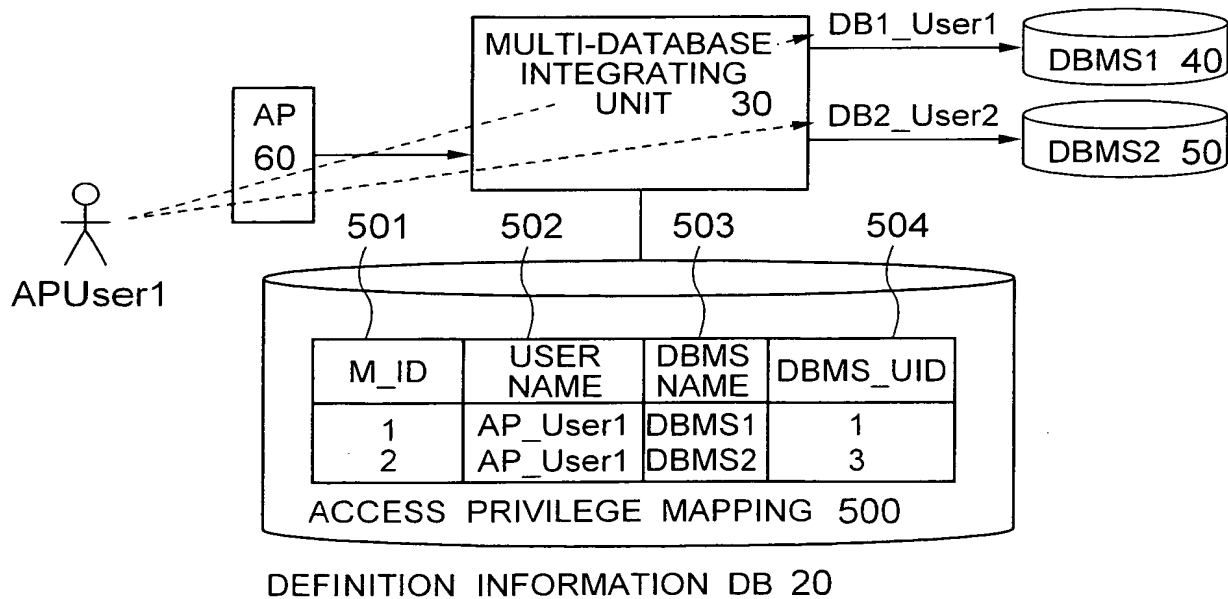 MULTI-DATABASE
INTEGRATING
UNIT 30
DB1_User1
DBMS1 40
DB2_User2
DBMS2 50
AP
60
APUser1
501 502 503 504
M_ID USER NAME DBMS NAME DBMS_UID
1 AP_User1 DBMS1 1
2 AP_User1 DBMS2 3
ACCESS PRIVILEGE MAPPING 500
DEFINITION INFORMATION DB 20